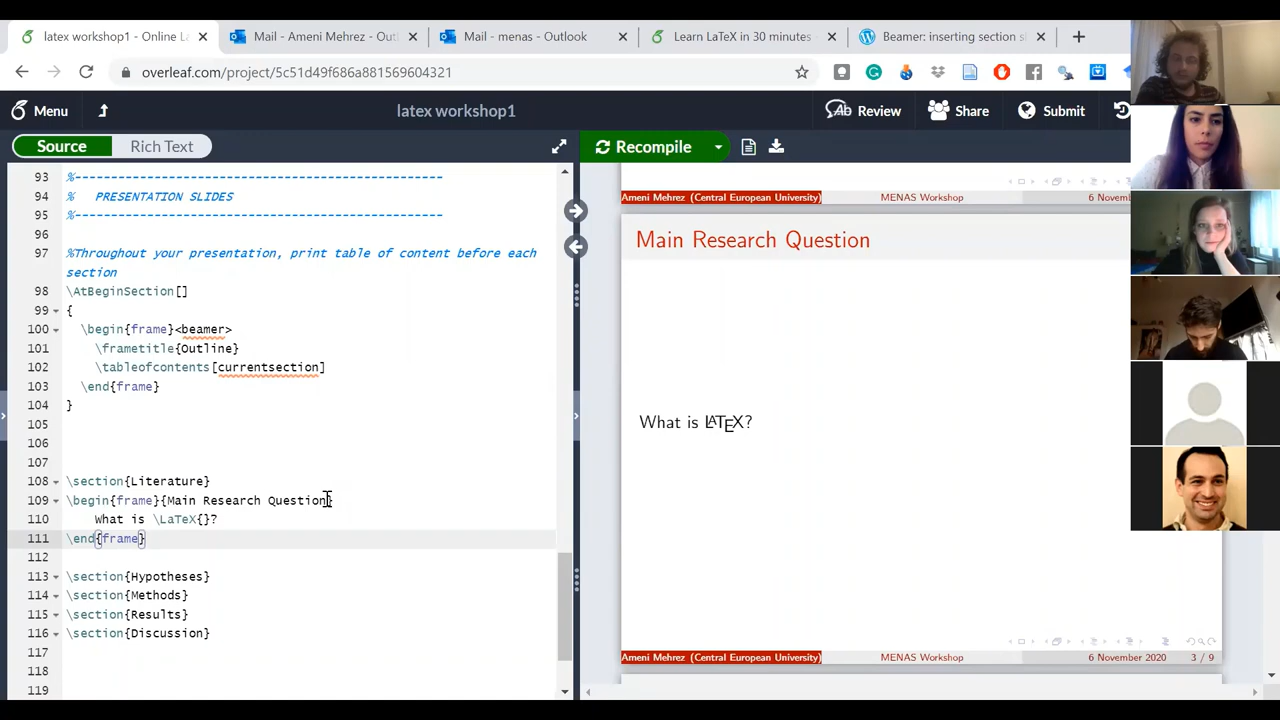 latex workshop1 - Online La
Mail - Ameni Mehrez - Outl
Mail - menas - Outlook
Learn LaTeX in 30 minutes -
Beamer: inserting section sl
overleaf.com/project/5c51d49f686a881569604321
Menu
latex workshop1
Review
Share
Submit
Source
Rich Text
Recompile
93 %---------------------------------------------------
94 % PRESENTATION SLIDES
95 %---------------------------------------------------
96
97 %Throughout your presentation, print table of content before each
section
98 \AtBeginSection[]
99 {
100 \begin{frame}<beamer>
101 \frametitle{Outline}
102 \tableofcontents[currentsection]
103 \end{frame}
104 }
105
106
107
108 \section{Literature}
109 \begin{frame}{Main Research Question}
110 What is \LaTeX{}?
111 \end{frame}
112
113 \section{Hypotheses}
114 \section{Methods}
115 \section{Results}
116 \section{Discussion}
117
118
119
Ameni Mehrez (Central European University) MENAS Workshop 6 Novem
Main Research Question
What is LATEX?
Ameni Mehrez (Central European University) MENAS Workshop 6 November 2020 3 / 9